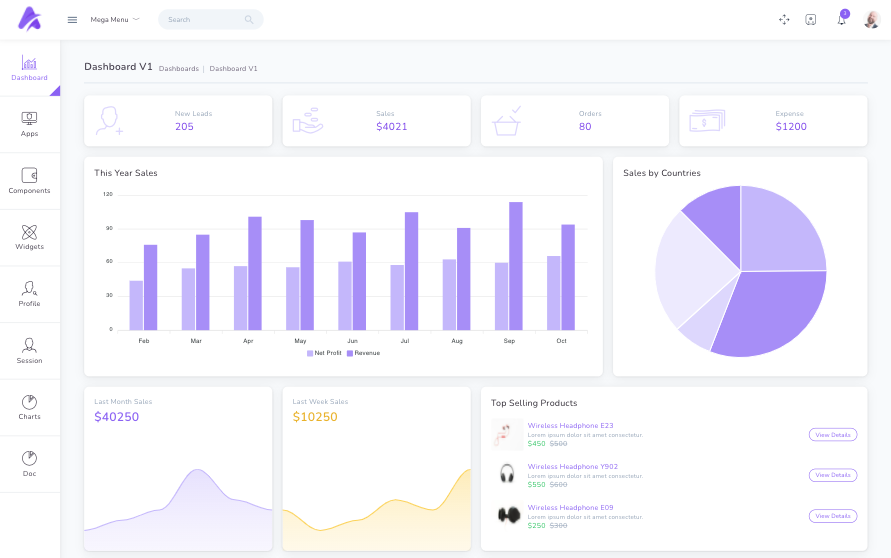 Mega Menu
Search
3
Dashboard
Apps
Components
Widgets
Profile
Session
Charts
Doc
Dashboard V1 Dashboards | Dashboard V1
New Leads
205
Sales
$4021
Orders
80
Expense
$1200
This Year Sales
120
90
60
30
0
Feb Mar Apr May Jun Jul Aug Sep Oct
Net Profit Revenue
Sales by Countries
Last Month Sales
$40250
Last Week Sales
$10250
Top Selling Products
Wireless Headphone E23
Lorem ipsum dolor sit amet consectetur
$450 $500
View Details
Wireless Headphone Y902
Lorem ipsum dolor sit amet consectetur
$550 $600
View Details
Wireless Headphone E09
Lorem ipsum dolor sit amet consectetur
$250 $300
View Details